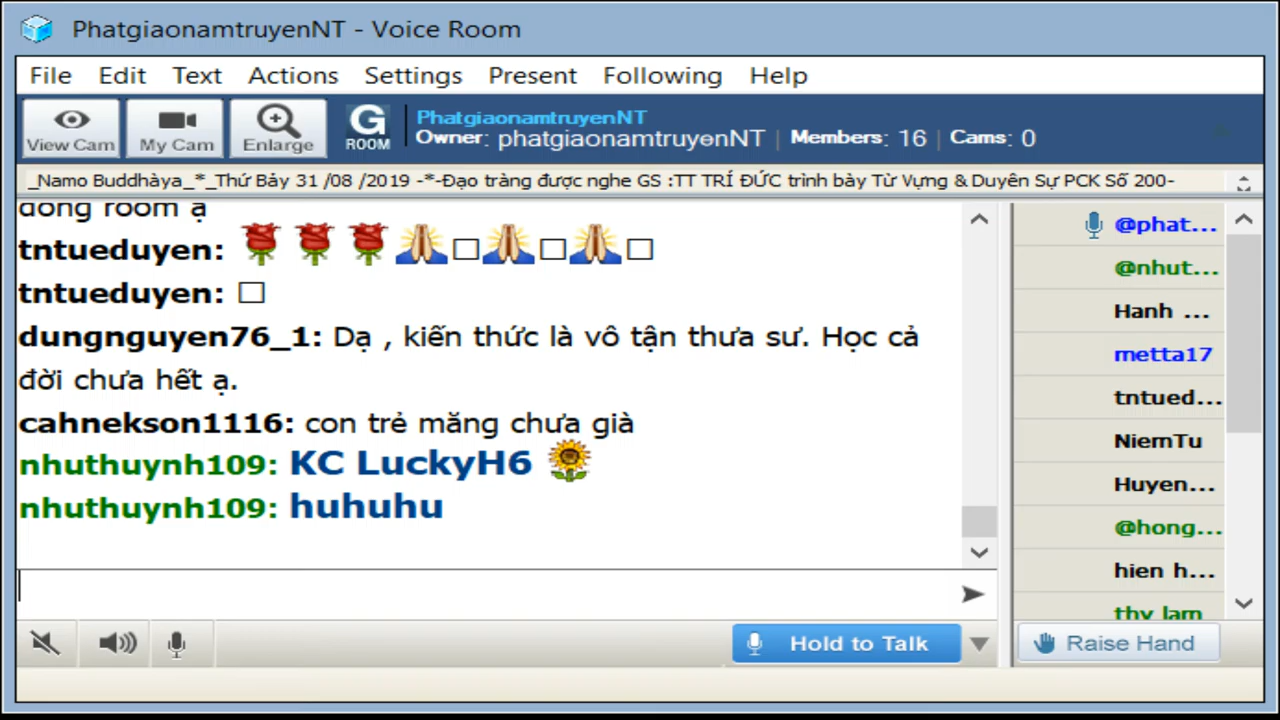 PhatgiaonamtruyenNT - Voice Room
File Edit Text Actions Settings Present Following Help
View Cam
My Cam
Enlarge
G
ROOM
PhatgiaonamtruyenNT
Owner: phatgiaonamtruyenNT | Members: 16 | Cams: 0
_Namo Buddhàya_*_Thứ Bảy 31 /08 /2019 -*-Đạo tràng được nghe GS :TT TRÍ ĐỨC trình bày Từ Vựng & Duyên Sự PCK Số 200-
đóng room ạ
tntueduyen: 🌹🌹🌹🙏□🙏□🙏□
tntueduyen: □
dungnguyen76_1: Dạ , kiến thức là vô tận thưa sư. Học cả
đời chưa hết ạ.
cahnekson1116: con trẻ măng chưa già
nhuthuynh109: KC LuckyH6 🌻
nhuthuynh109: huhuhu
@phat...
@nhut...
Hanh ...
metta17
tntued...
NiemTu
Huyen...
@hong...
hien h...
thy lam
Hold to Talk
Raise Hand